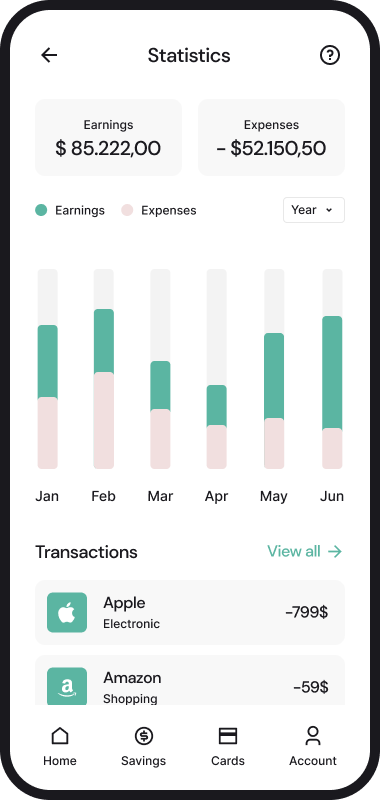 Statistics
Earnings
$ 85.222,00
Expenses
- $52.150,50
Earnings
Expenses
Year
Jan
Feb
Mar
Apr
May
Jun
Transactions
View all
Apple
Electronic
-799$
Amazon
Shopping
-59$
Home
Savings
Cards
Account